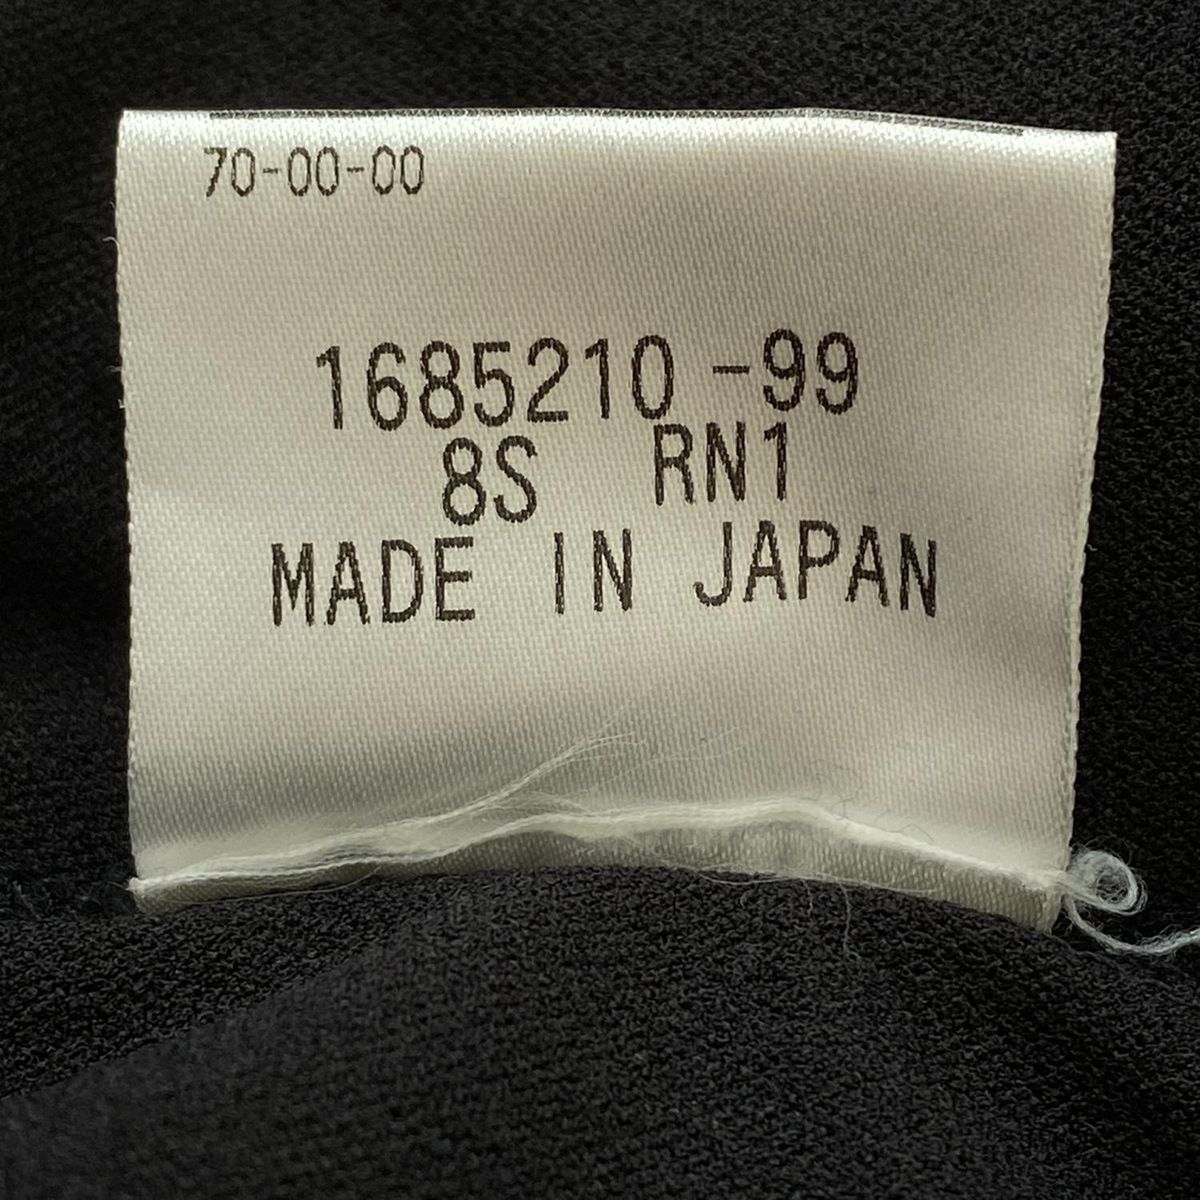 70-00-00
1685210 -99
8S RN1
MADE IN JAPAN